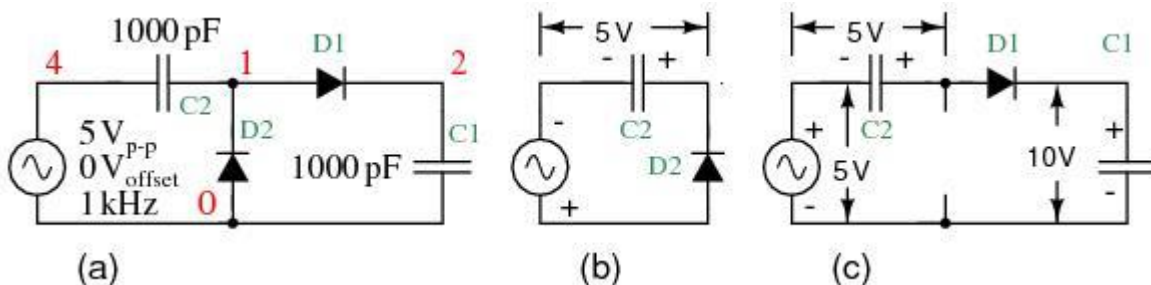 1000 pF
4
1
D1
2
C2
D2
C1
5 Vp-p
0 Voffset
1 kHz
0
1000 pF
(a)
5 V
- +
C2
-
D2
+
(b)
5 V
D1
C1
- +
C2
+
5 V
10V
+
-
-
(c)